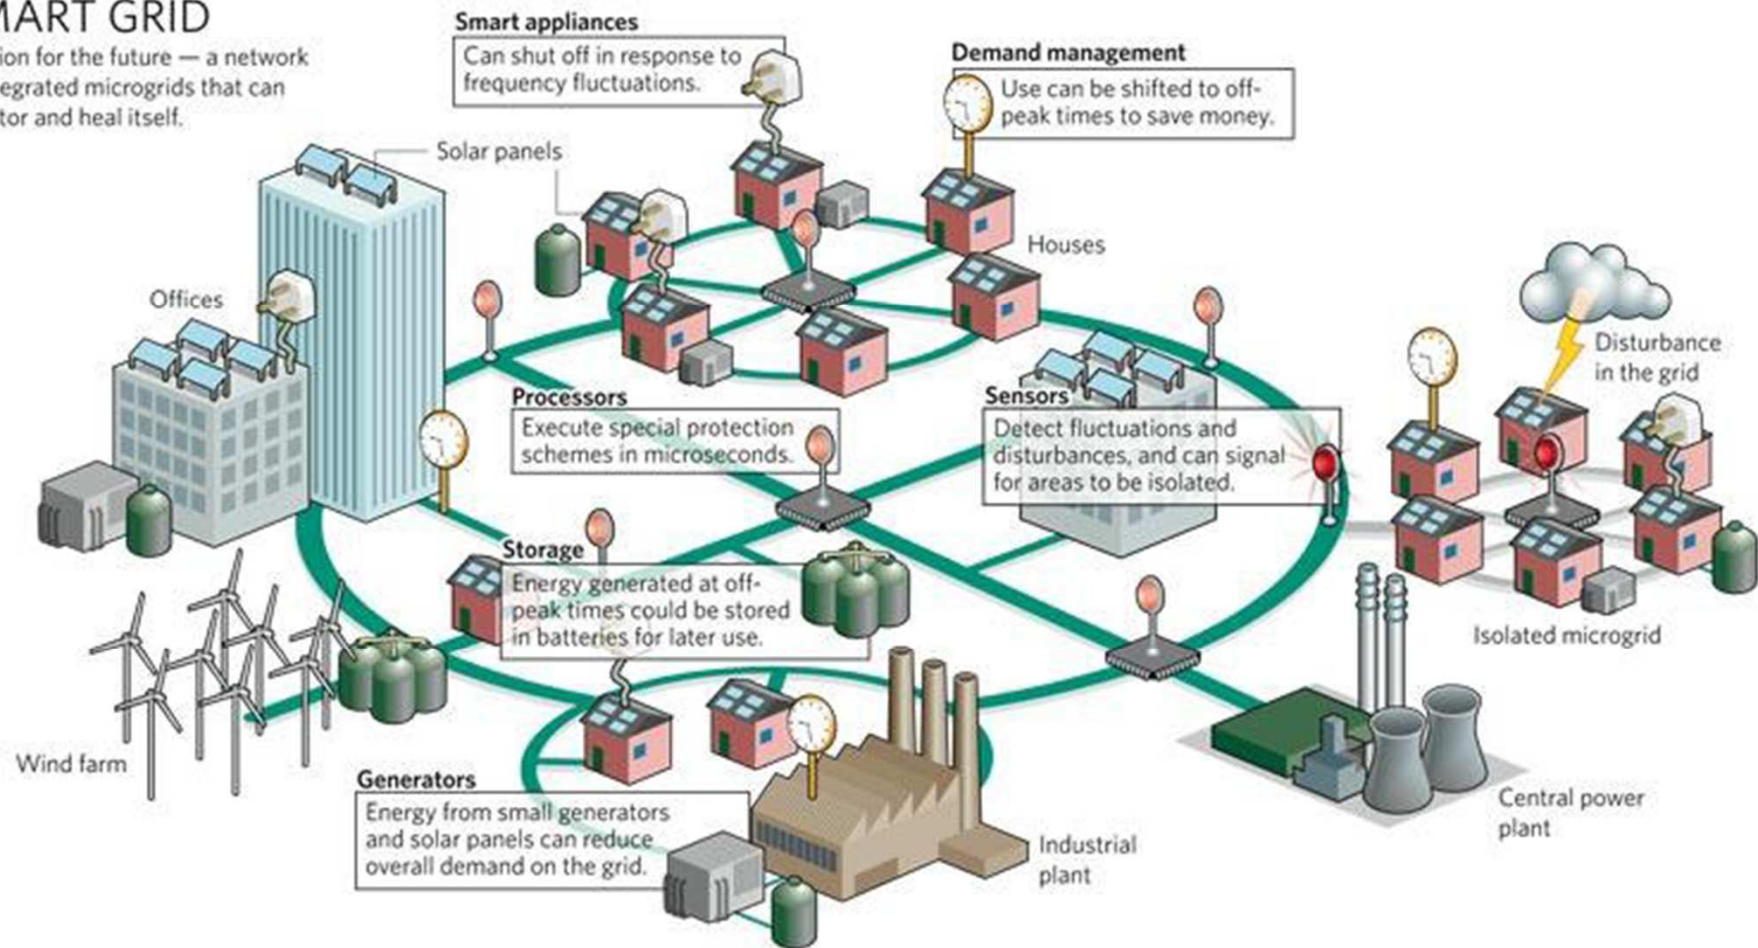 MART GRID
ion for the future — a network
egrated microgrids that can
tor and heal itself.
Smart appliances
Can shut off in response to
frequency fluctuations.
Demand management
Use can be shifted to off-
peak times to save money.
Solar panels
Houses
Offices
Disturbance
in the grid
Processors
Execute special protection
schemes in microseconds.
Sensors
Detect fluctuations and
disturbances, and can signal
for areas to be isolated.
Storage
Energy generated at off-
peak times could be stored
in batteries for later use.
Isolated microgrid
Wind farm
Generators
Energy from small generators
and solar panels can reduce
overall demand on the grid.
Industrial
plant
Central power
plant